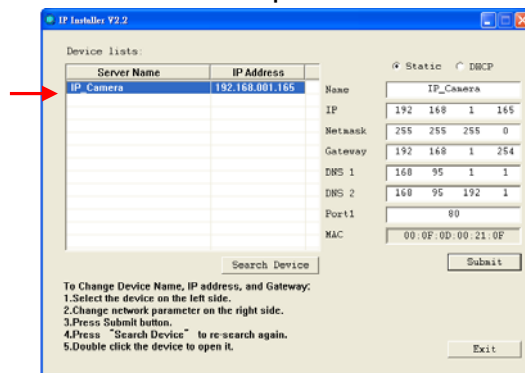 IP Installer V2.2
Device lists:
Server Name IP Address
IP_Camera 192.168.001.165
Static DHCP
Name IP_Camera
IP 192 168 1 165
Netmask 255 255 255 0
Gateway 192 168 1 254
DNS 1 168 95 1 1
DNS 2 168 95 192 1
Port1 80
MAC 00:0F:0D:00:21:0F
Search Device
Submit
To Change Device Name, IP address, and Gateway:
1.Select the device on the left side.
2.Change network parameter on the right side.
3.Press Submit button.
4.Press "Search Device" to re-search again.
5.Double click the device to open it.
Exit